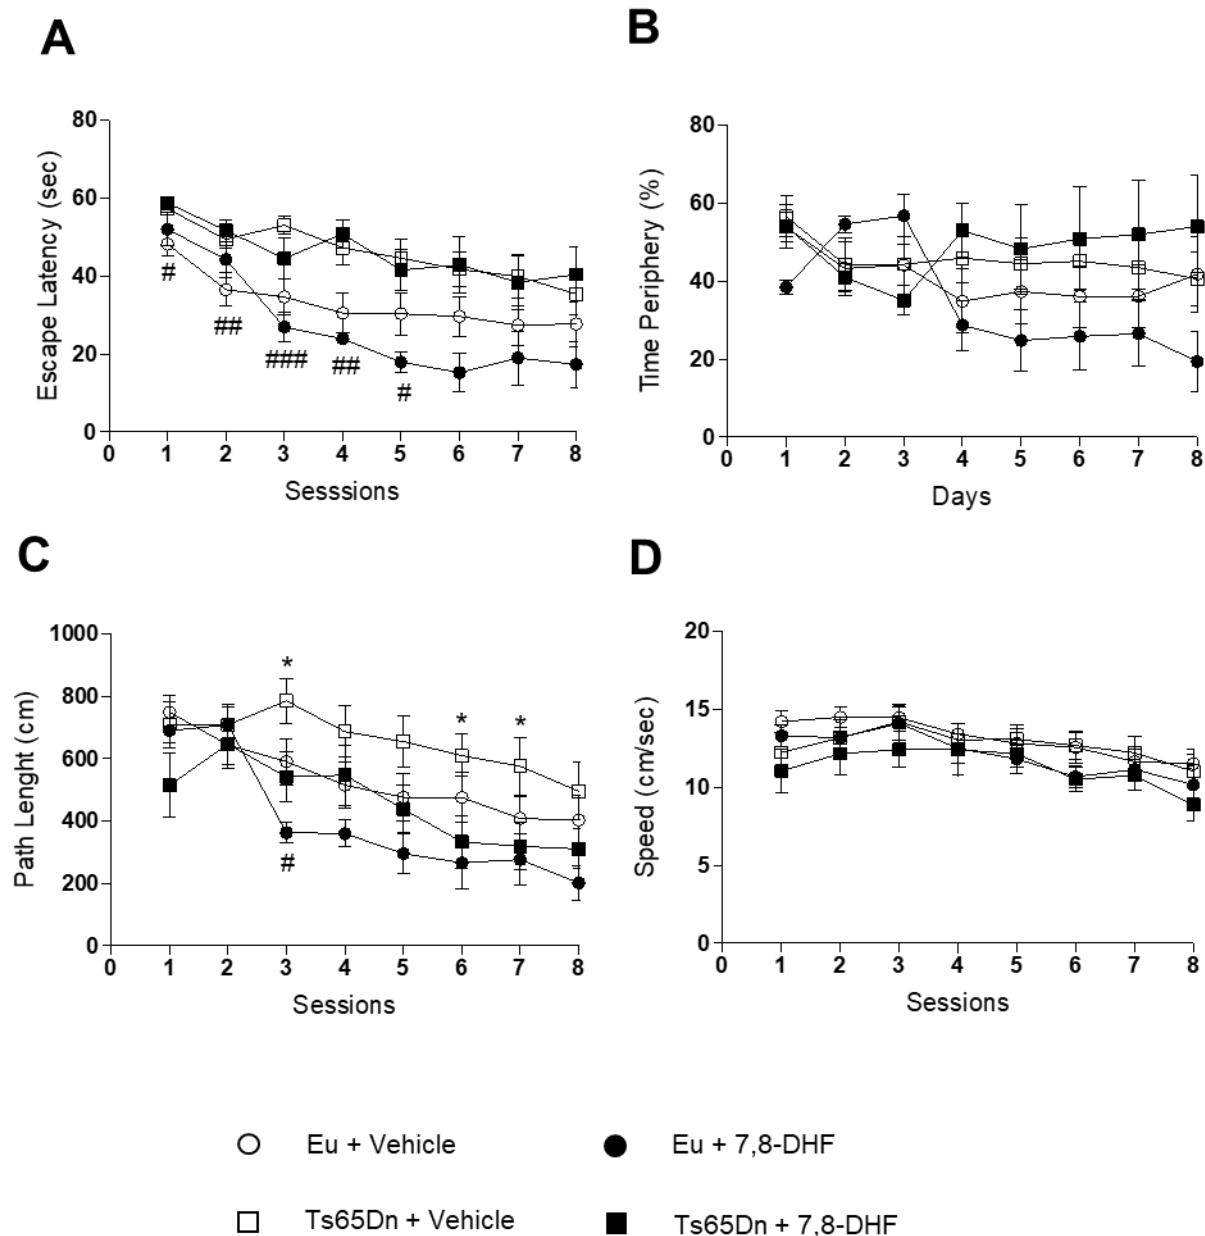 A
Escape Latency (sec)
80
60
40
20
0
#
##
###
##
#
0 1 2 3 4 5 6 7 8
Sesssions
B
Time Periphery (%)
80
60
40
20
0
0 1 2 3 4 5 6 7 8
Days
C
Path Lenght (cm)
1000
800
600
400
200
0
* * *
#
0 1 2 3 4 5 6 7 8
Sessions
D
Speed (cm/sec)
20
15
10
5
0
0 1 2 3 4 5 6 7 8
Sessions
Eu + Vehicle
Eu + 7,8-DHF
Ts65Dn + Vehicle
Ts65Dn + 7,8-DHF